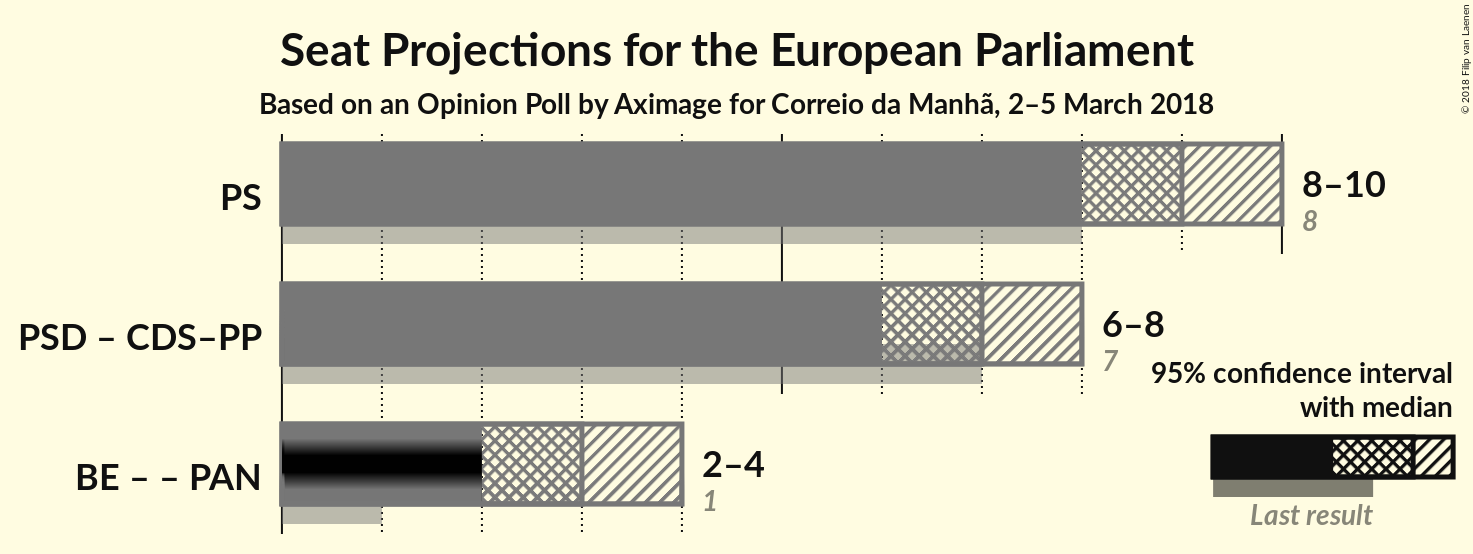 Seat Projections for the European Parliament
Based on an Opinion Poll by Aximage for Correio da Manhã, 2–5 March 2018
© 2018 Filip van Laenen
PS
8–10
8
PSD – CDS–PP
6–8
7
95% confidence interval
with median
BE – – PAN
2–4
1
Last result